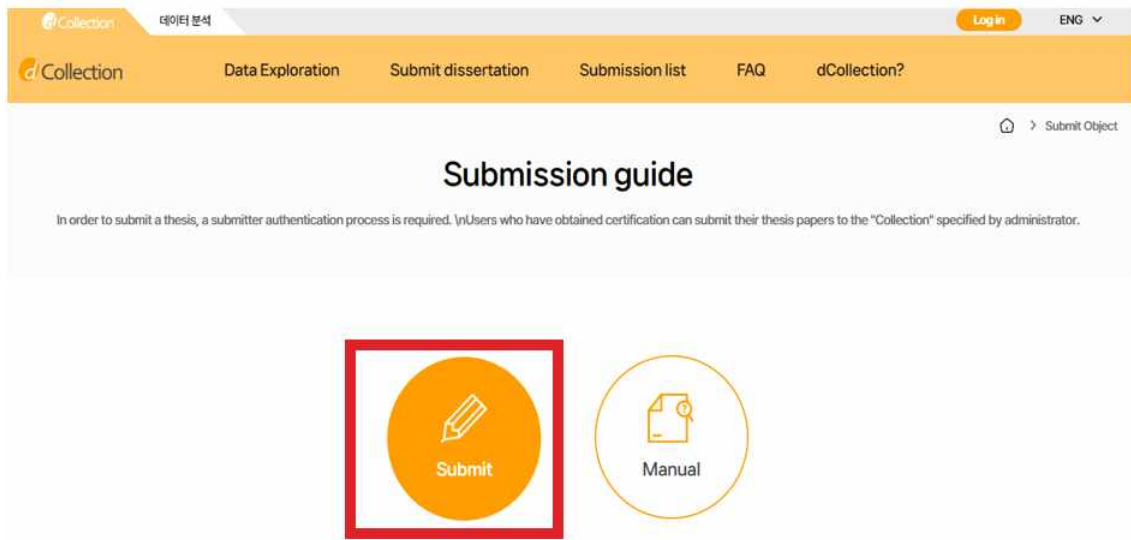 dCollection 데이터 분석 Login ENG
dCollection Data Exploration Submit dissertation Submission list FAQ dCollection?
> Submit Object
Submission guide
In order to submit a thesis, a submitter authentication process is required. \nUsers who have obtained certification can submit their thesis papers to the "Collection" specified by administrator.
Submit Manual